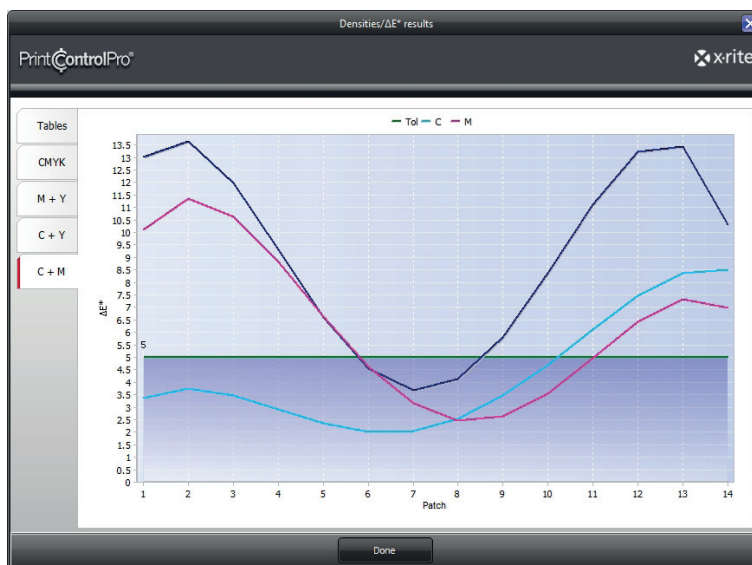 Densities/ΔE* results
PrintControlPro®
x·rite
Tables
CMYK
M + Y
C + Y
C + M
Tol C M
13.5
13
12.5
12
11.5
11
10.5
10
9.5
9
8.5
8
7.5
7
6.5
6
5.5
5
4.5
4
3.5
3
2.5
2
1.5
1
0.5
0
ΔE*
5
1 2 3 4 5 6 7 8 9 10 11 12 13 14
Patch
Done